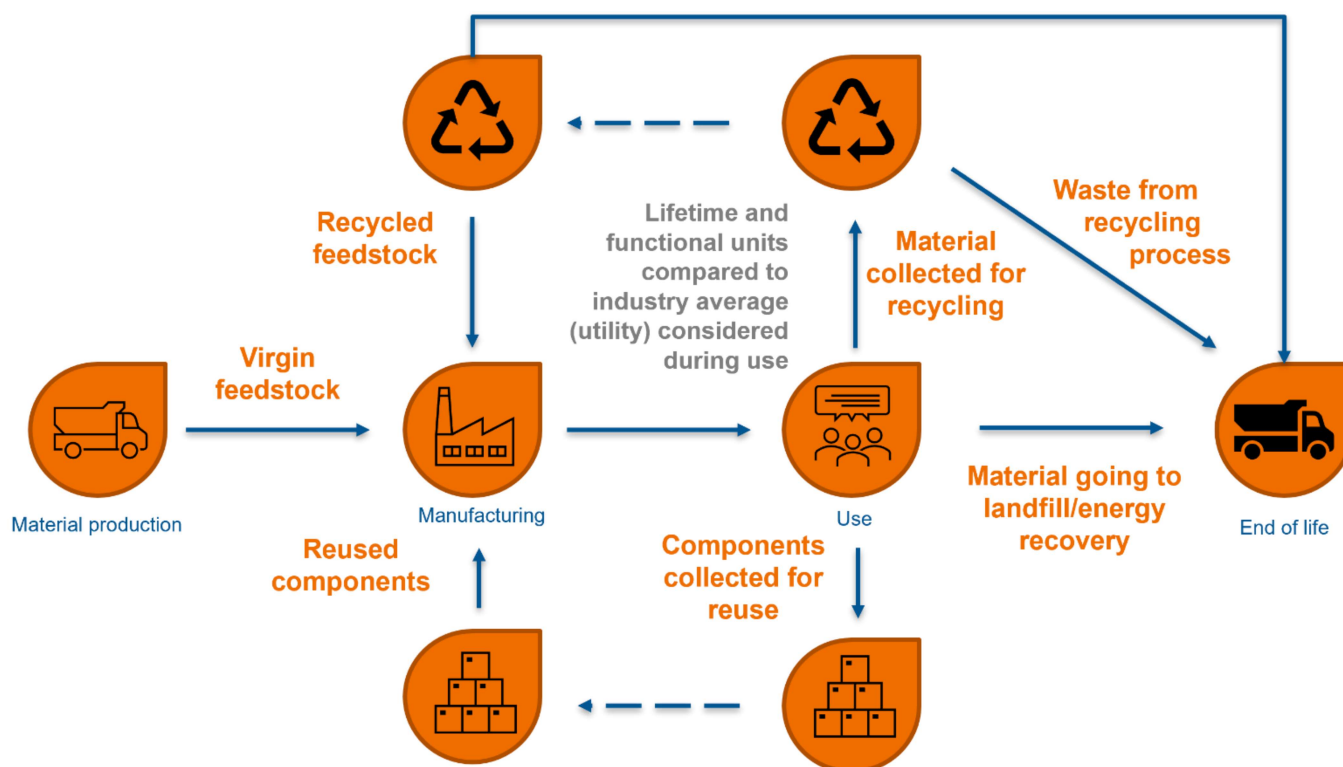 Recycled
feedstock
Lifetime and
functional units
compared to
industry average
(utility) considered
during use
Material
collected for
recycling
Waste from
recycling
process
Virgin
feedstock
Material production
Manufacturing
Use
Material going to
landfill/energy
recovery
End of life
Reused
components
Components
collected for
reuse